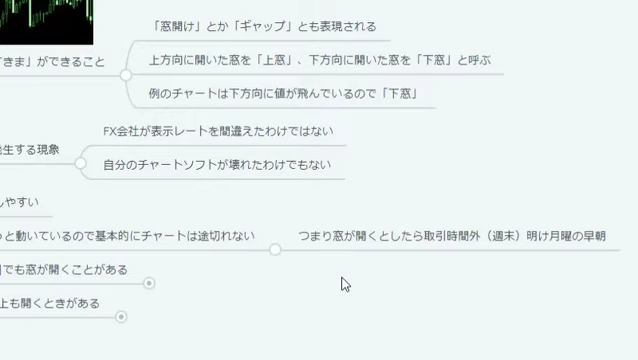 「窓開け」とか「ギャップ」とも表現される
きま」ができること
上方向に開いた窓を「上窓」、下方向に開いた窓を「下窓」と呼ぶ
例のチャートは下方向に値が飛んでいるので「下窓」
FX会社が表示レートを間違えたわけではない
生する現象
自分のチャートソフトが壊れたわけでもない
しやすい
と動いているので基本的にチャートは途切れない
つまり窓が開くとしたら取引時間外（週末）明け月曜の早朝
でも窓が開くことがある
上も開くときがある